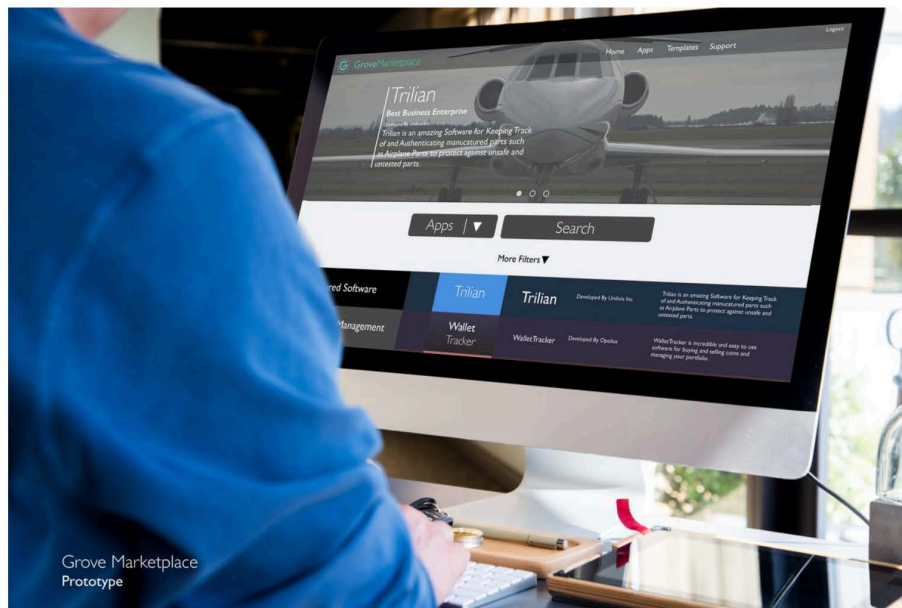 Logout
Home Apps Templates Support
G GroveMarketplace
Trilian
Best Business Enterprise
Trilian is an amazing Software for Keeping Track
of and Authenticating manucatured parts such
as Airplane Parts to protect against unsafe and
untested parts.
Apps | ▼ Search
More Filters ▼
red Software
Trilian
Trilian
Developed By Unlivis Inc.
Trilian is an amazing Software for Keeping Track
of and Authenticating manucatured parts such
as Airplane Parts to protect against unsafe and
untested parts.
Management
Wallet
Tracker
WalletTracker
Developed By Opolus
WalletTracker is incredible and easy to use
software for buying and selling coins and
managing your portfolio.
Grove Marketplace
Prototype